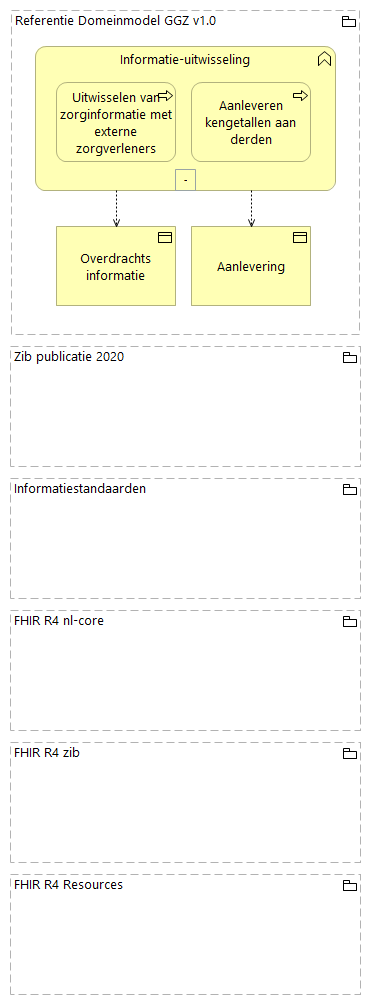 Referentie Domeinmodel GGZ v1.0
Informatie-uitwisseling
Uitwisselen van
zorginformatie met
externe
zorgverleners
Aanleveren
kengetallen aan
derden
-
Overdrachts
informatie
Aanlevering
Zib publicatie 2020
Informatiestandaarden
FHIR R4 nl-core
FHIR R4 zib
FHIR R4 Resources